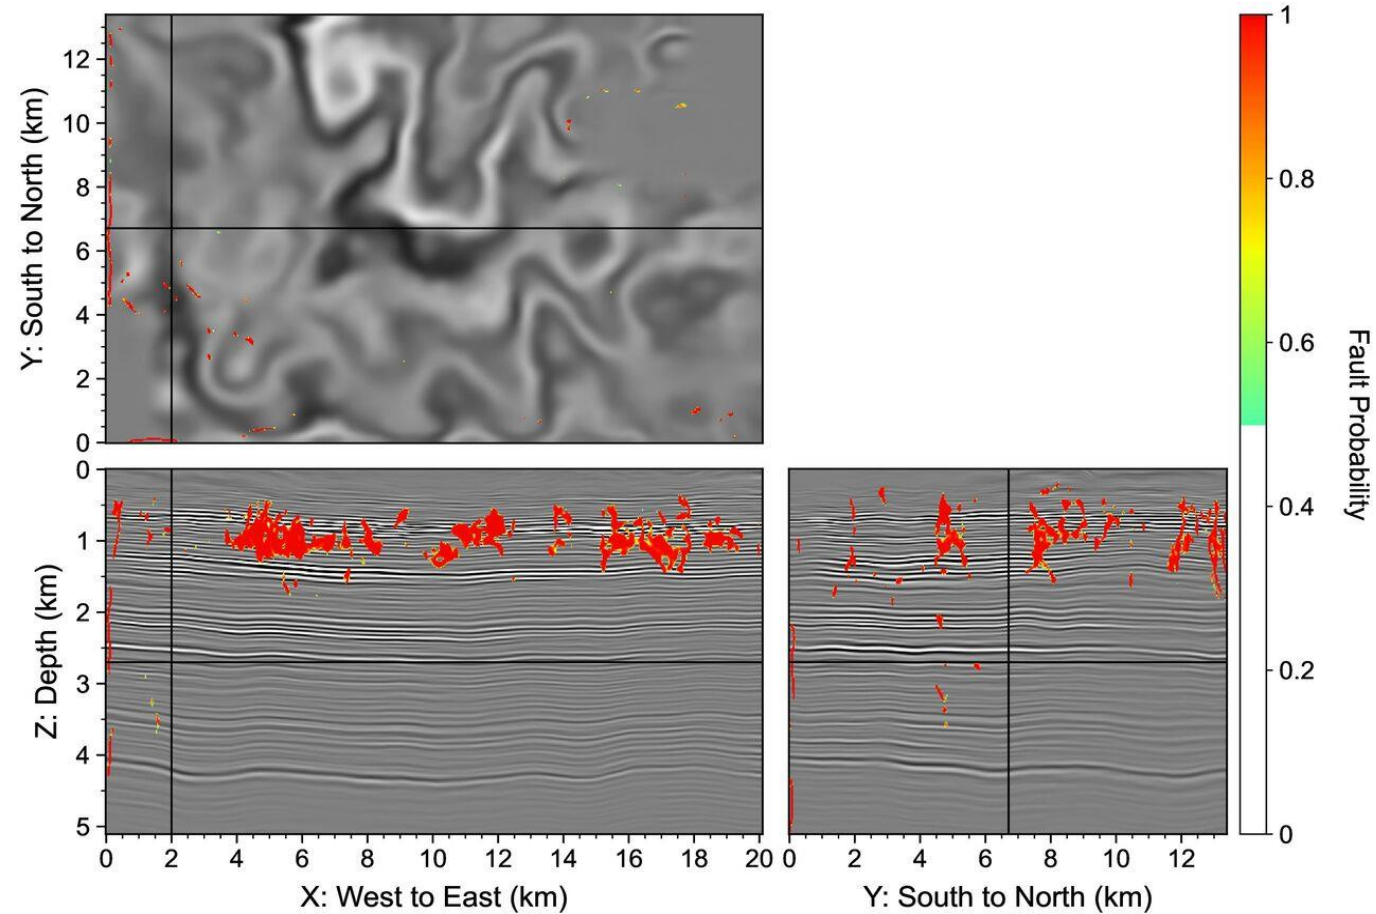 12
10
8
6
4
2
0
Y: South to North (km)
0
1
2
3
4
5
Z: Depth (km)
0 2 4 6 8 10 12 14 16 18 20
X: West to East (km)
0 2 4 6 8 10 12
Y: South to North (km)
1
0.8
0.6
0.4
0.2
0
Fault Probability